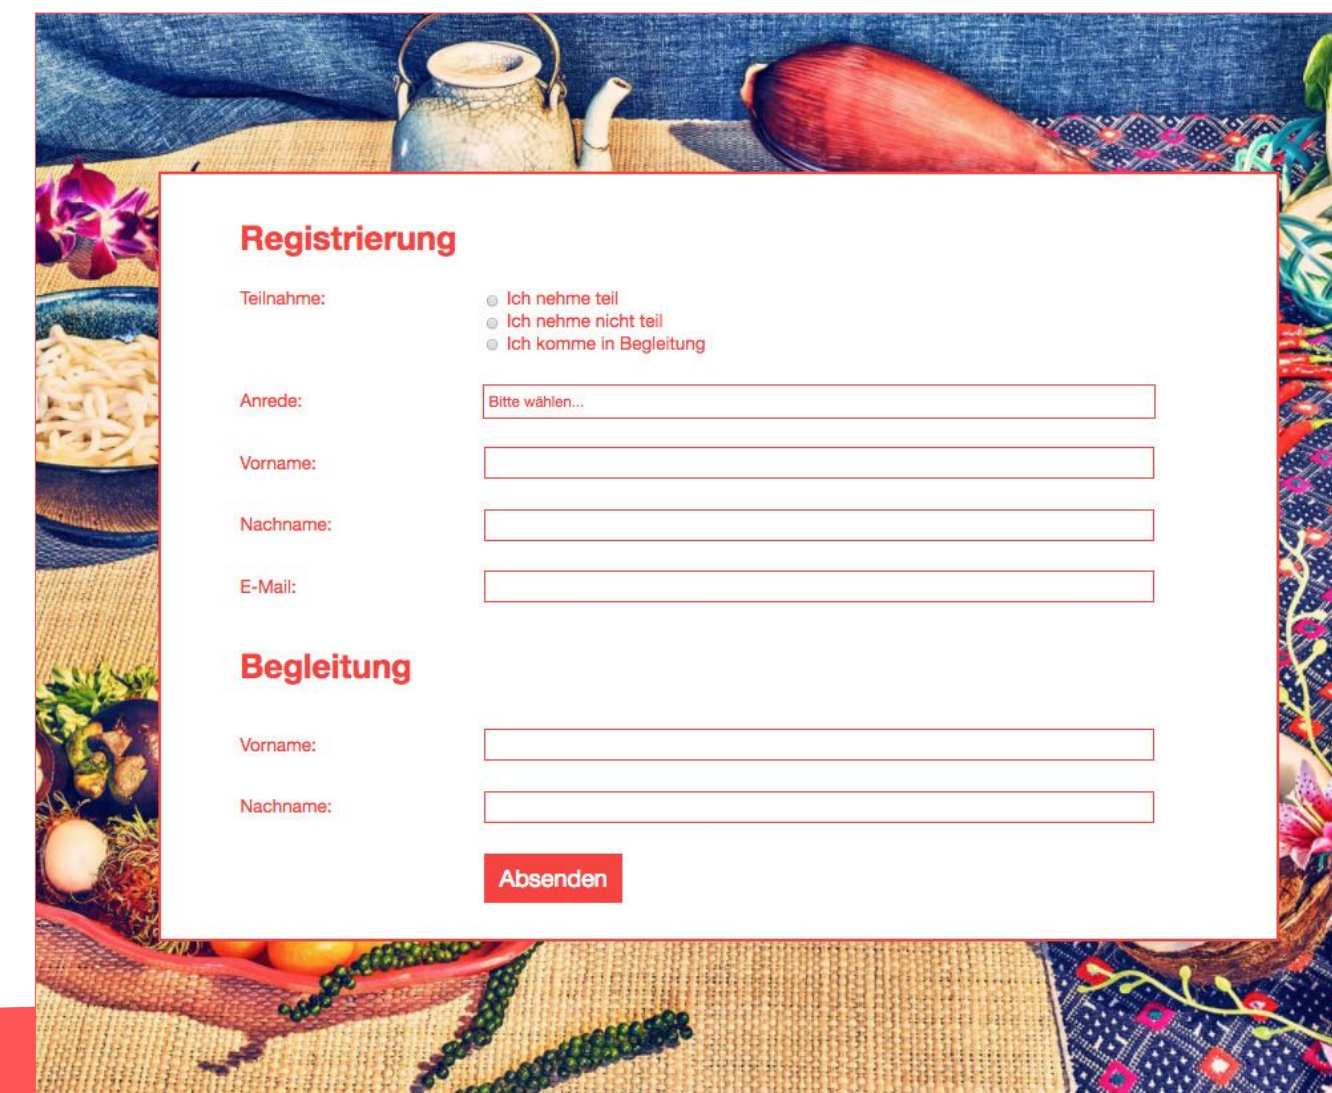 Registrierung
Teilnahme:
Ich nehme teil
Ich nehme nicht teil
Ich komme in Begleitung
Anrede:
Bitte wählen...
Vorname:
Nachname:
E-Mail:
Begleitung
Vorname:
Nachname:
Absenden